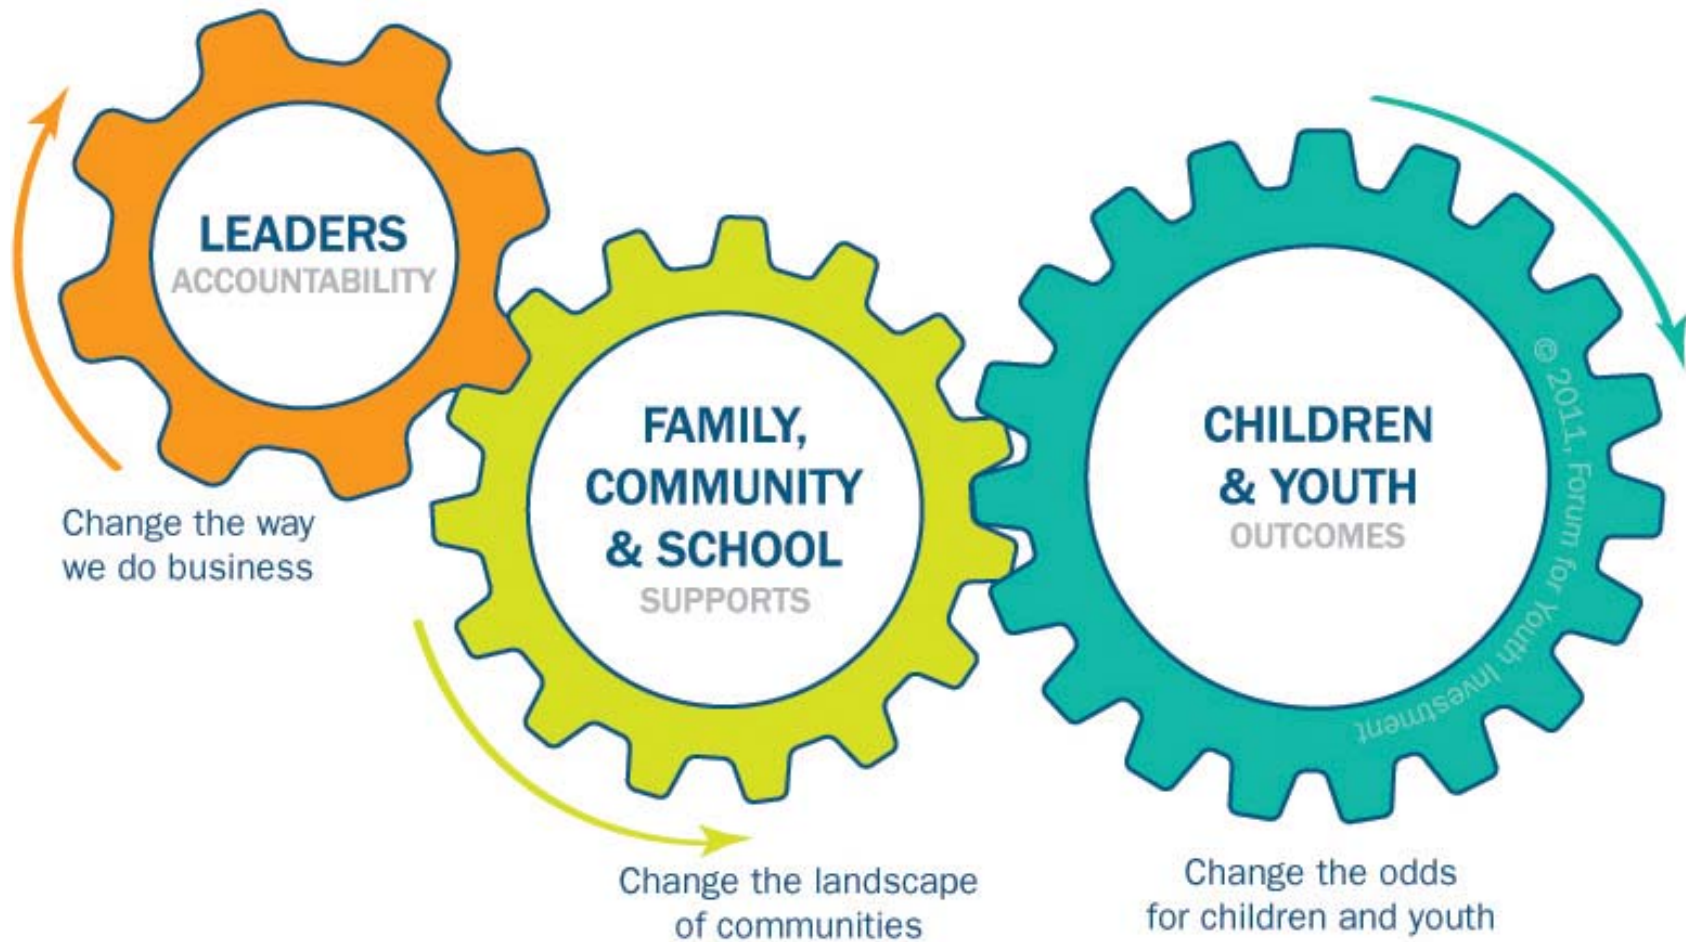 LEADERS
ACCOUNTABILITY
Change the way
we do business
FAMILY,
COMMUNITY
& SCHOOL
SUPPORTS
Change the landscape
of communities
CHILDREN
& YOUTH
OUTCOMES
© 2011, Forum for Youth Investment
Change the odds
for children and youth